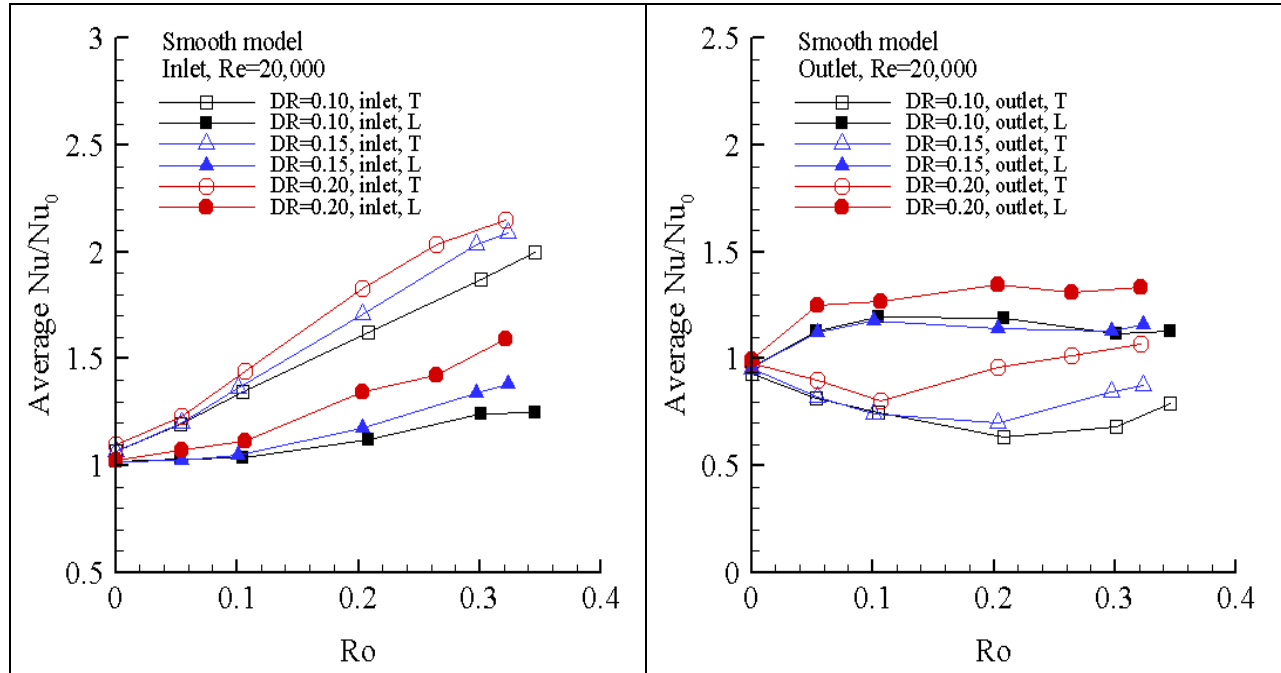 Smooth model
Inlet, Re=20,000
DR=0.10, inlet, T
DR=0.10, inlet, L
DR=0.15, inlet, T
DR=0.15, inlet, L
DR=0.20, inlet, T
DR=0.20, inlet, L
Average Nu/Nu₀
3
2.5
2
1.5
1
0.5
0
0.1
0.2
0.3
0.4
Ro
Smooth model
Outlet, Re=20,000
DR=0.10, outlet, T
DR=0.10, outlet, L
DR=0.15, outlet, T
DR=0.15, outlet, L
DR=0.20, outlet, T
DR=0.20, outlet, L
Average Nu/Nu₀
2.5
2
1.5
1
0.5
0
0
0.1
0.2
0.3
0.4
Ro